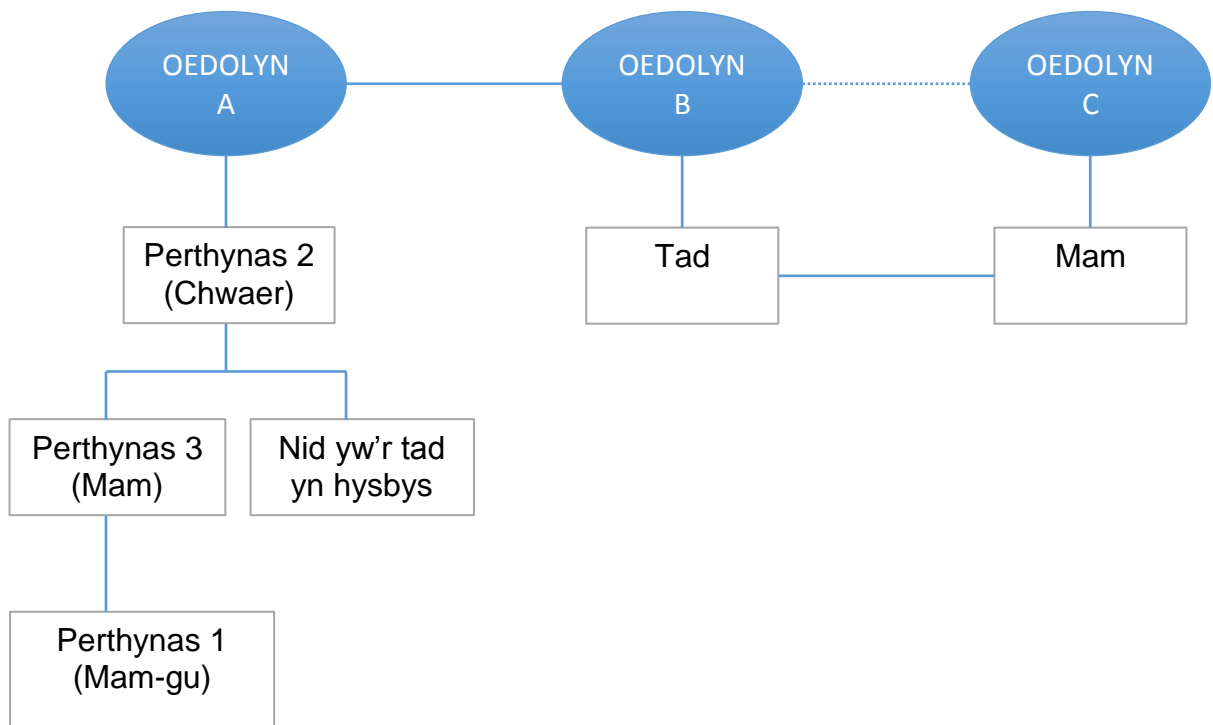 OEDOLYN
A
OEDOLYN
B
OEDOLYN
C
Perthynas 2
(Chwaer)
Tad
Mam
Perthynas 3
(Mam)
Nid yw’r tad
yn hysbys
Perthynas 1
(Mam-gu)